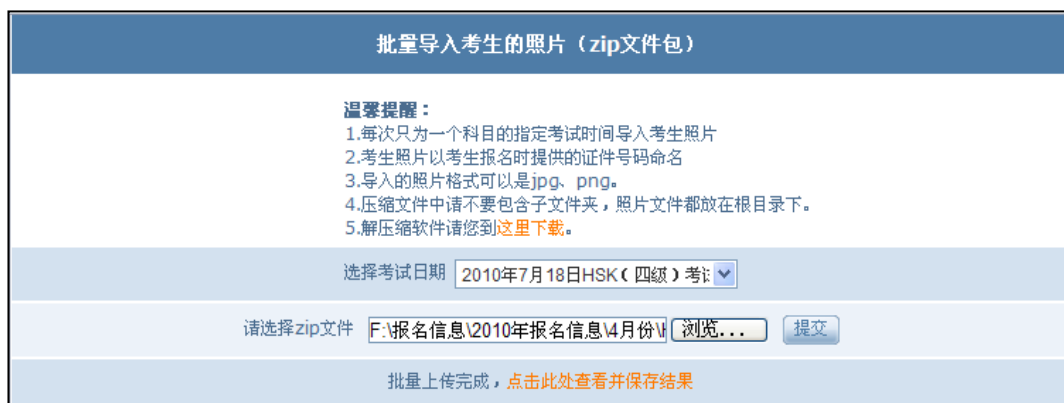 批量导入考生的照片（zip文件包）
温馨提醒：
1.每次只为一个科目的指定考试时间导入考生照片
2.考生照片以考生报名时提供的证件号码命名
3.导入的照片格式可以是jpg、png。
4.压缩文件中请不要包含子文件夹，照片文件都放在根目录下。
5.解压缩软件请您到这里下载。
选择考试日期 2010年7月18日HSK（四级）考
请选择zip文件 F:\报名信息\2010年报名信息\4月份\ 浏览... 提交
批量上传完成，点击此处查看并保存结果